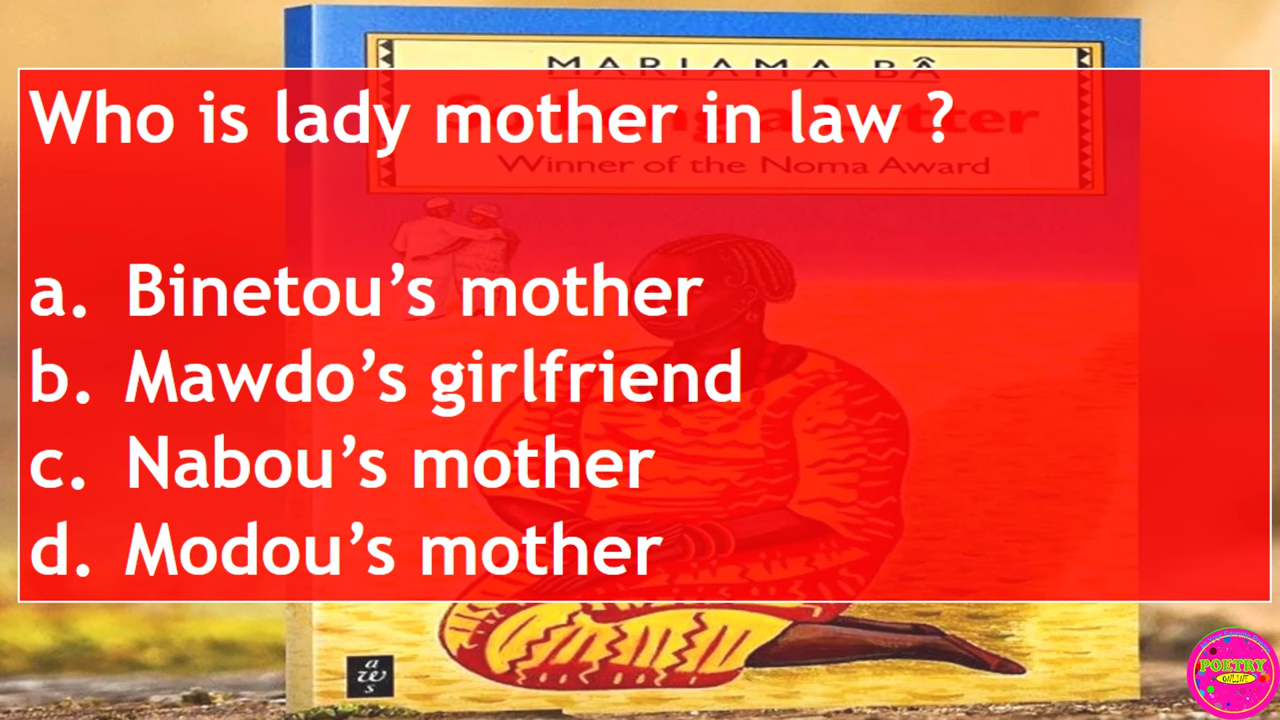 MARIAMA BÂ
Who is lady mother in law ?
Winner of the Noma Award
a. Binetou’s mother
b. Mawdo’s girlfriend
c. Nabou’s mother
d. Modou’s mother
a
w
s
POETRY
ONLINE